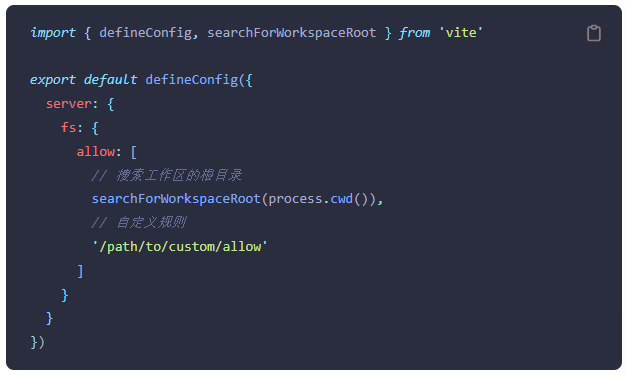 import { defineConfig, searchForWorkspaceRoot } from 'vite'
export default defineConfig({
  server: {
    fs: {
      allow: [
        // 搜索工作区的根目录
        searchForWorkspaceRoot(process.cwd()),
        // 自定义规则
        '/path/to/custom/allow'
      ]
    }
  }
})